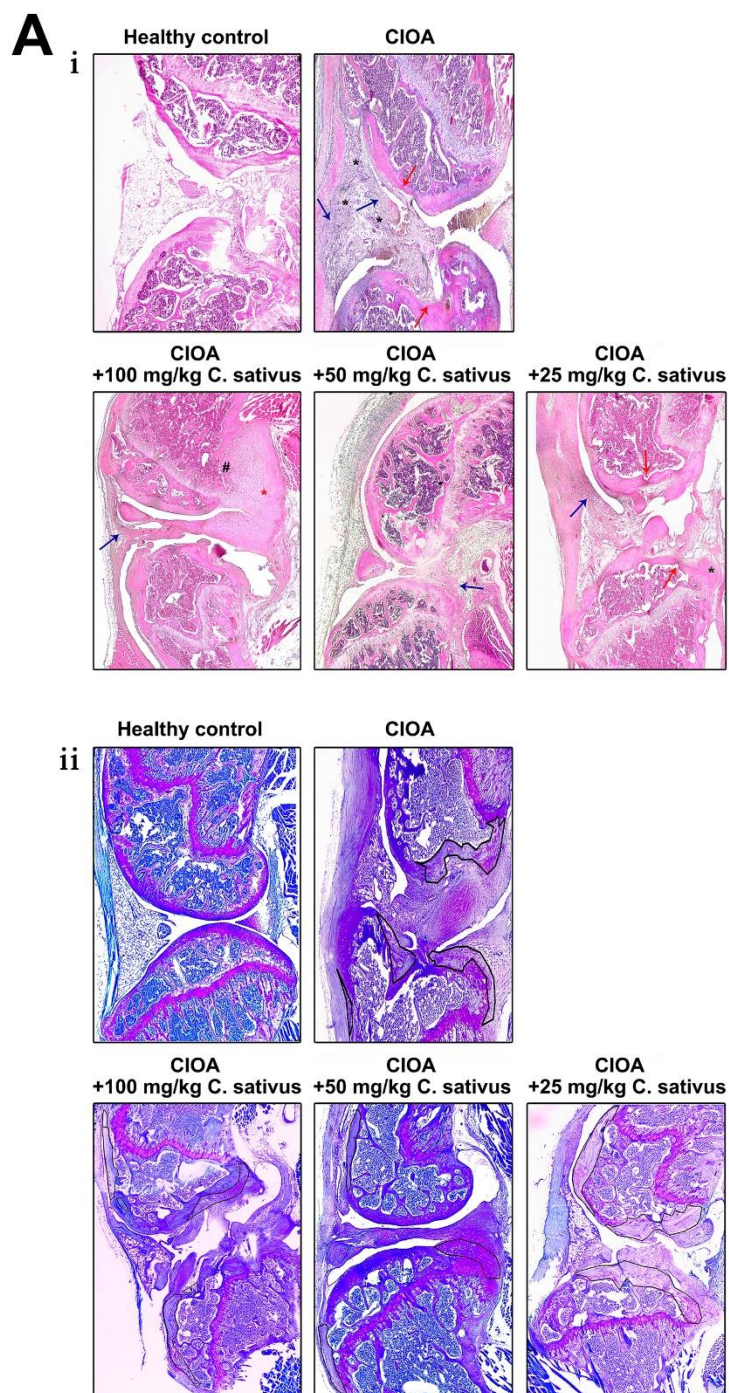 A
i
Healthy control
CIOA
CIOA
+100 mg/kg C. sativus
CIOA
+50 mg/kg C. sativus
CIOA
+25 mg/kg C. sativus
*
*
*
#
*
*
ii
Healthy control
CIOA
CIOA
+100 mg/kg C. sativus
CIOA
+50 mg/kg C. sativus
CIOA
+25 mg/kg C. sativus